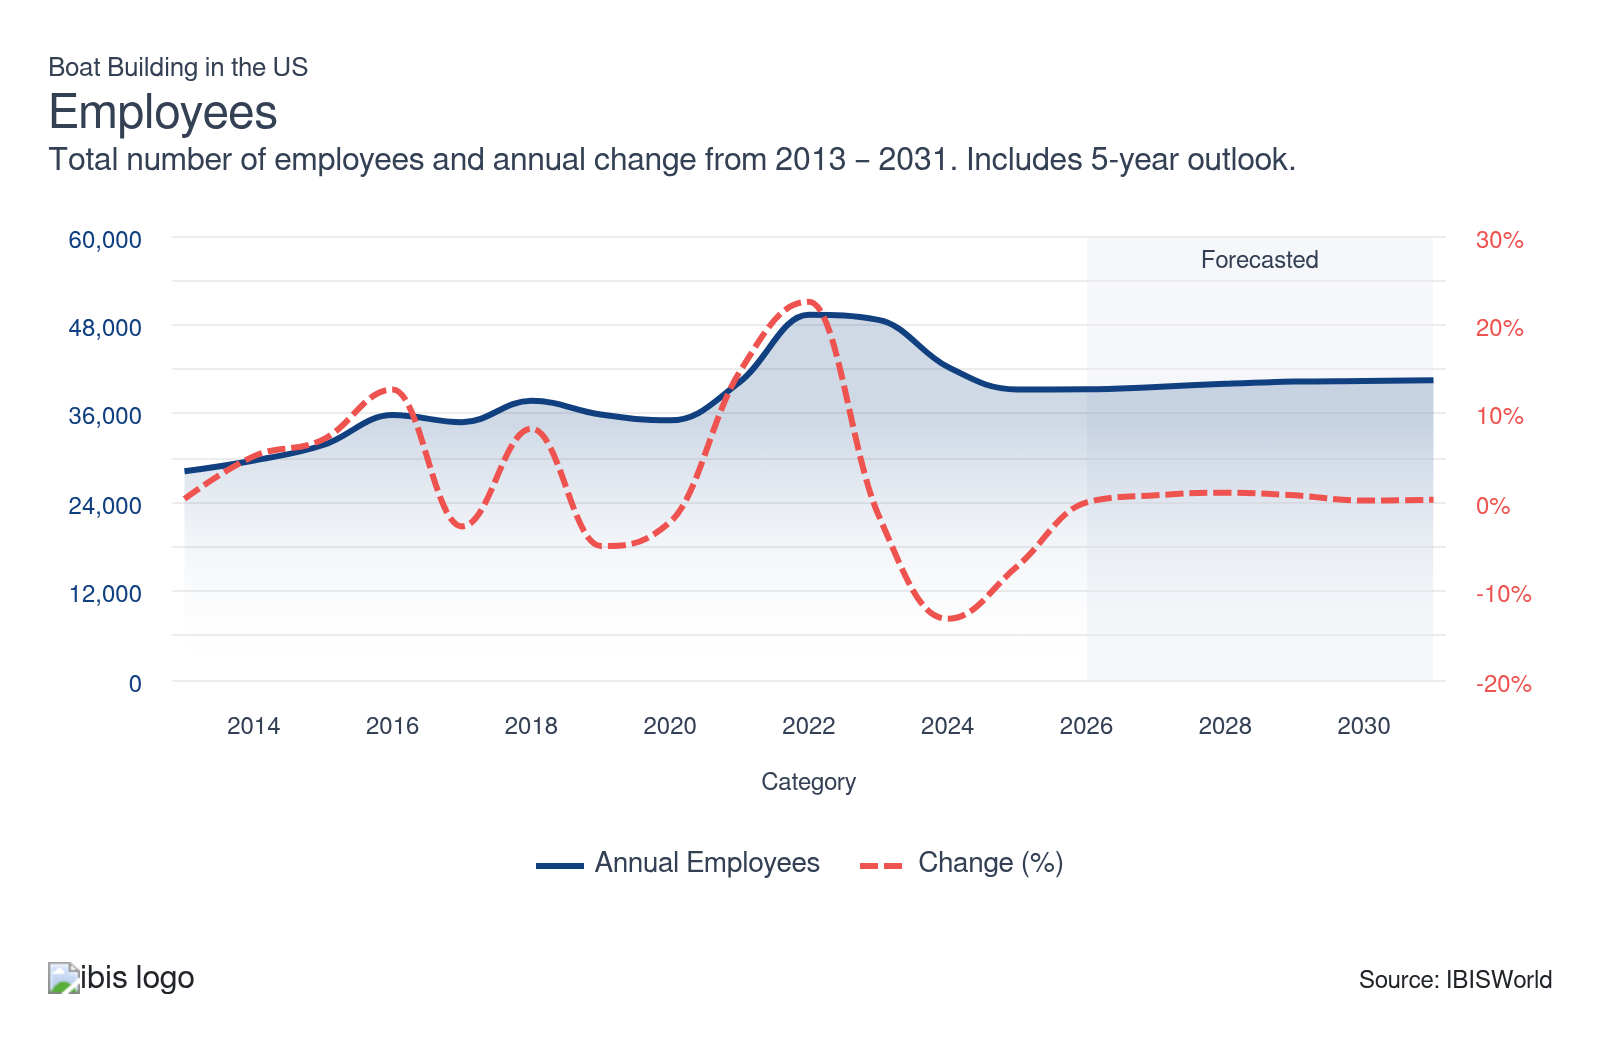 Boat Building in the US
Employees
Total number of employees and annual change from 2013 – 2031. Includes 5-year outlook.
60,000 30%
Forecasted
48,000 20%
36,000 10%
24,000 0%
12,000 -10%
0 -20%
2014 2016 2018 2020 2022 2024 2026 2028 2030
Category
Annual Employees Change (%)
ibis logo Source: IBISWorld